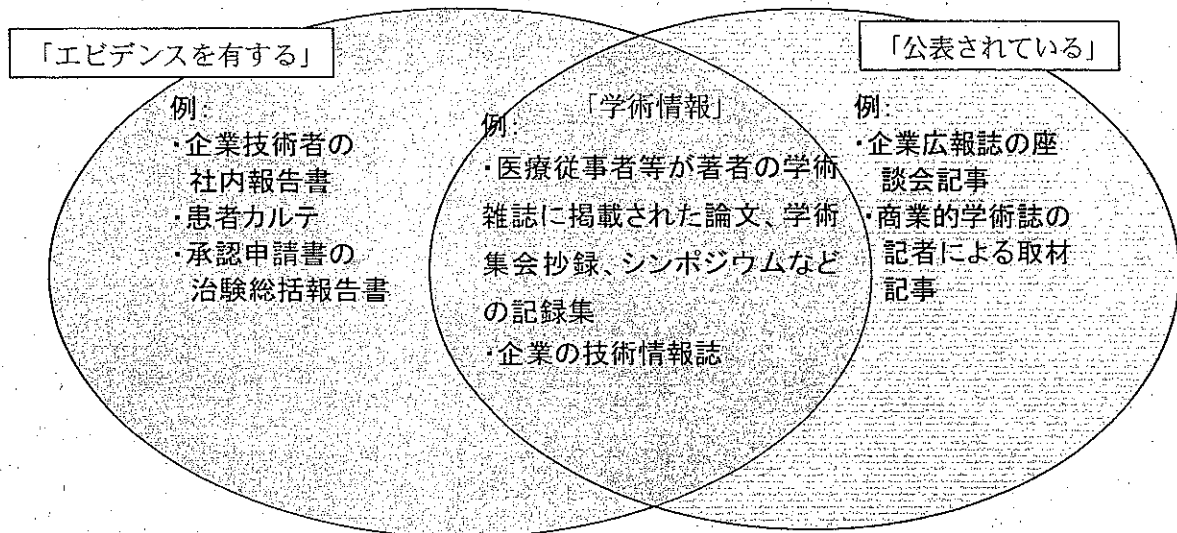 「エビデンスを有する」
例:
・企業技術者の
社内報告書
・患者カルテ
・承認申請書の
治験総括報告書
「学術情報」
例:
・医療従事者等が著者の学術
雑誌に掲載された論文、学術
集会抄録、シンポジウムなど
の記録集
・企業の技術情報誌
「公表されている」
例:
・企業広報誌の座
談会記事
・商業的学術誌の
記者による取材
記事